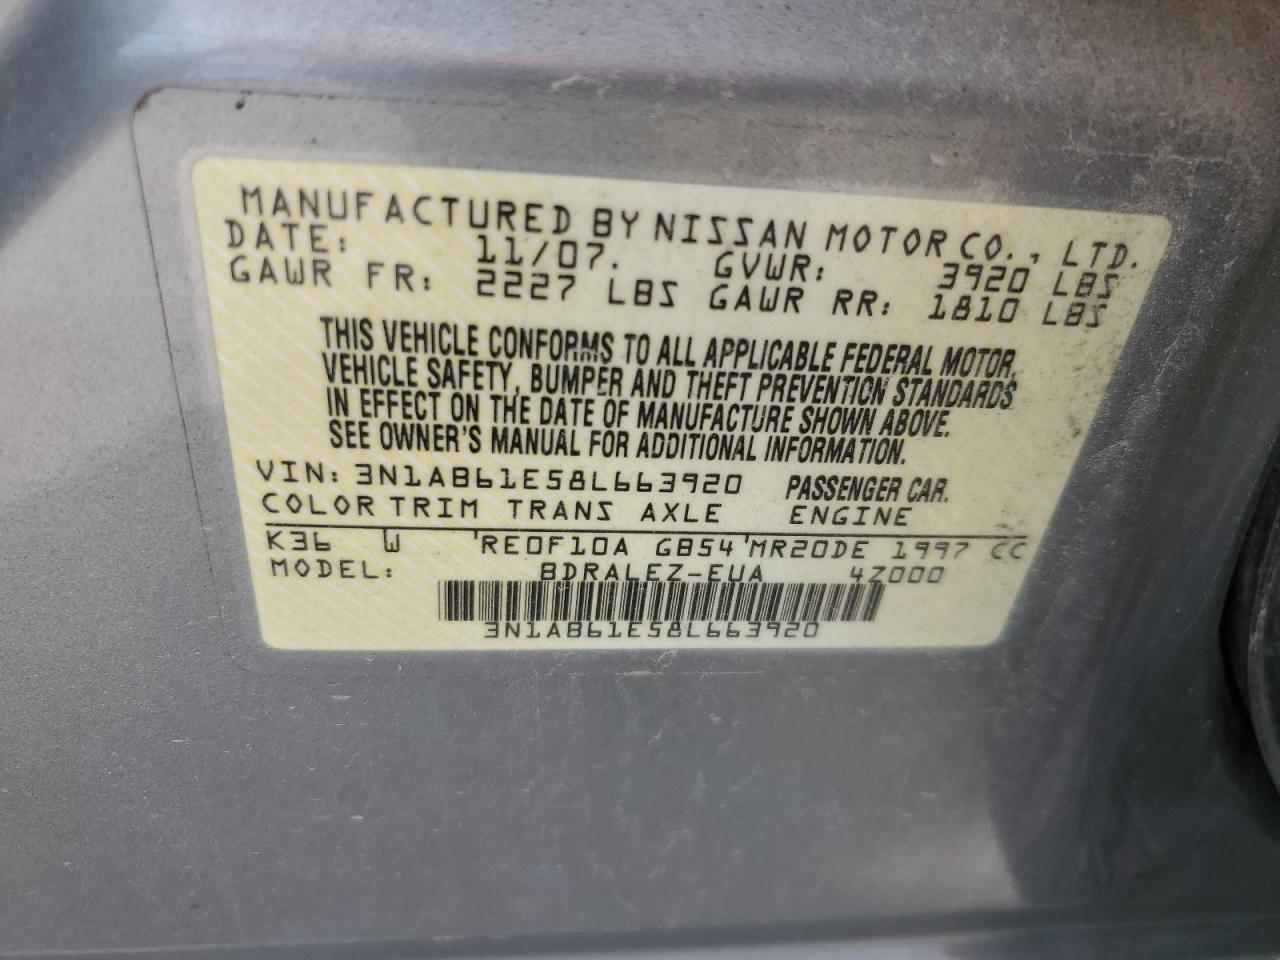 MANUFACTURED BY NISSAN MOTOR CO., LTD.
DATE: 11/07. GVWR: 3920 LBS
GAWR FR: 2227 LBS GAWR RR: 1810 LBS
THIS VEHICLE CONFORMS TO ALL APPLICABLE FEDERAL MOTOR
VEHICLE SAFETY, BUMPER AND THEFT PREVENTION STANDARDS
IN EFFECT ON THE DATE OF MANUFACTURE SHOWN ABOVE.
SEE OWNER'S MANUAL FOR ADDITIONAL INFORMATION.
VIN: 3N1AB61E58L663920 PASSENGER CAR.
COLOR TRIM TRANS AXLE ENGINE
K36 W 'RE0F10A GB54 'MR20DE 1997 CC
MODEL: BDRALEZ-EUA 4Z000
3N1AB61E58L663920